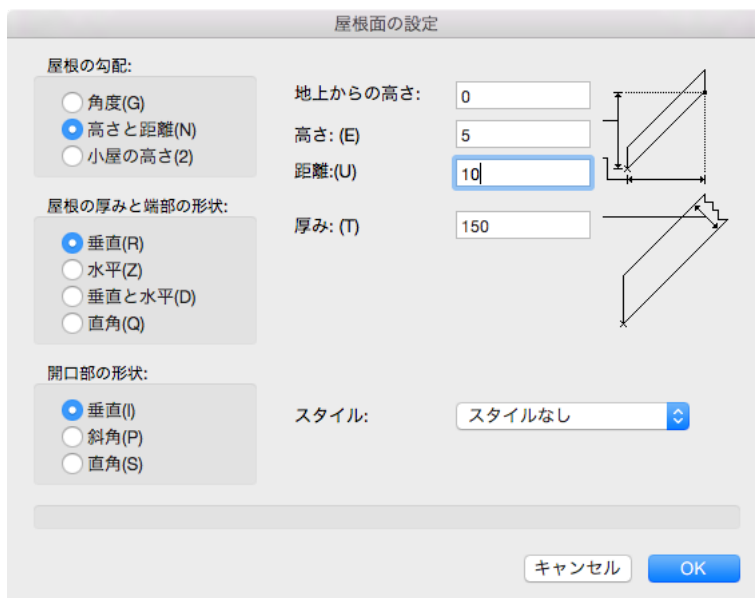 屋根面の設定
屋根の勾配:
角度(G)
高さと距離(N)
小屋の高さ(2)
地上からの高さ: 0
高さ: (E) 5
距離:(U) 10
屋根の厚みと端部の形状:
垂直(R)
水平(Z)
垂直と水平(D)
直角(Q)
厚み: (T) 150
開口部の形状:
垂直(I)
斜角(P)
直角(S)
スタイル: スタイルなし
キャンセル OK